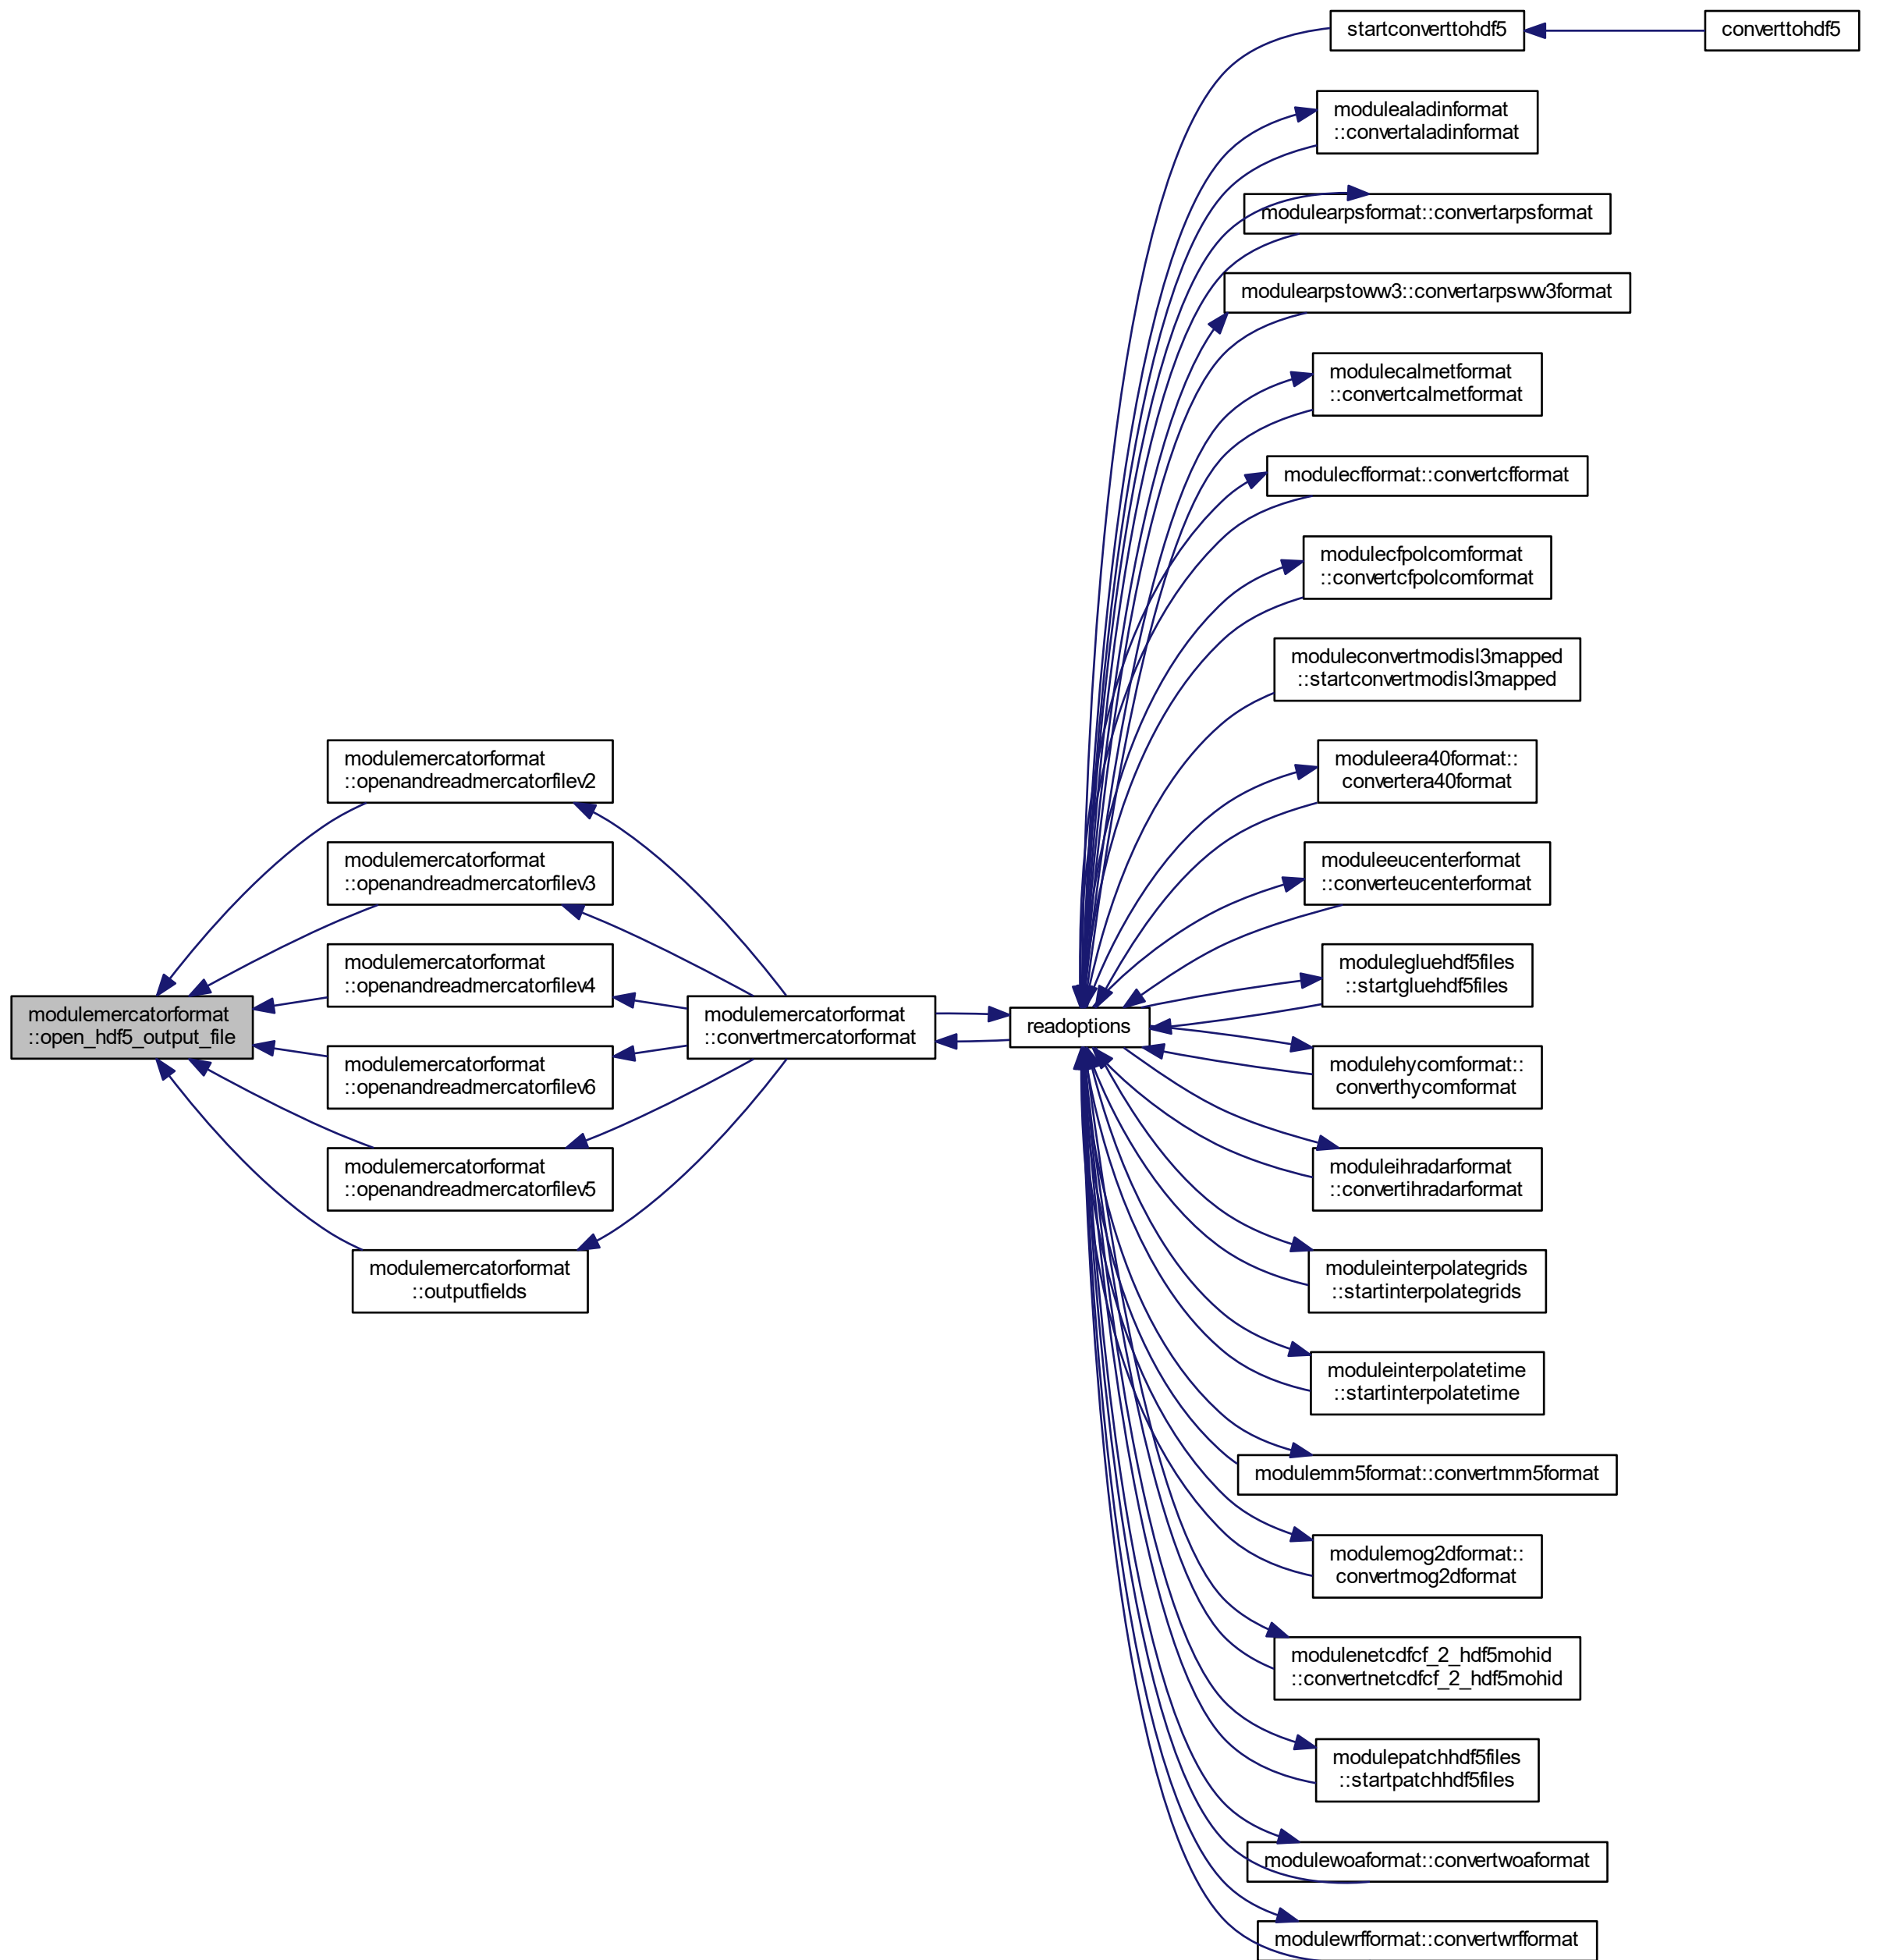 modulemercatorformat
::open_hdf5_output_file
modulemercatorformat
::openandreadmercatorfilev2
modulemercatorformat
::openandreadmercatorfilev3
modulemercatorformat
::openandreadmercatorfilev4
modulemercatorformat
::openandreadmercatorfilev6
modulemercatorformat
::openandreadmercatorfilev5
modulemercatorformat
::outputfields
modulemercatorformat
::convertmercatorformat
readoptions
startconverttohdf5
converttohdf5
modulealadinformat
::convertaladinformat
modulearpsformat::convertarpsformat
modulearpstoww3::convertarpsww3format
modulecalmetformat
::convertcalmetformat
modulecfformat::convertcfformat
modulecfpolcomformat
::convertcfpolcomformat
moduleconvertmodisl3mapped
::startconvertmodisl3mapped
moduleera40format::
convertera40format
moduleeucenterformat
::converteucenterformat
modulegluehdf5files
::startgluehdf5files
modulehycomformat::
converthycomformat
moduleihradarformat
::convertihradarformat
moduleinterpolategrids
::startinterpolategrids
moduleinterpolatetime
::startinterpolatetime
modulemm5format::convertmm5format
modulemog2dformat::
convertmog2dformat
modulenetcdfcf_2_hdf5mohid
::convertnetcdfcf_2_hdf5mohid
modulepatchhdf5files
::startpatchhdf5files
modulewoaformat::convertwoaformat
modulewrfformat::convertwrfformat